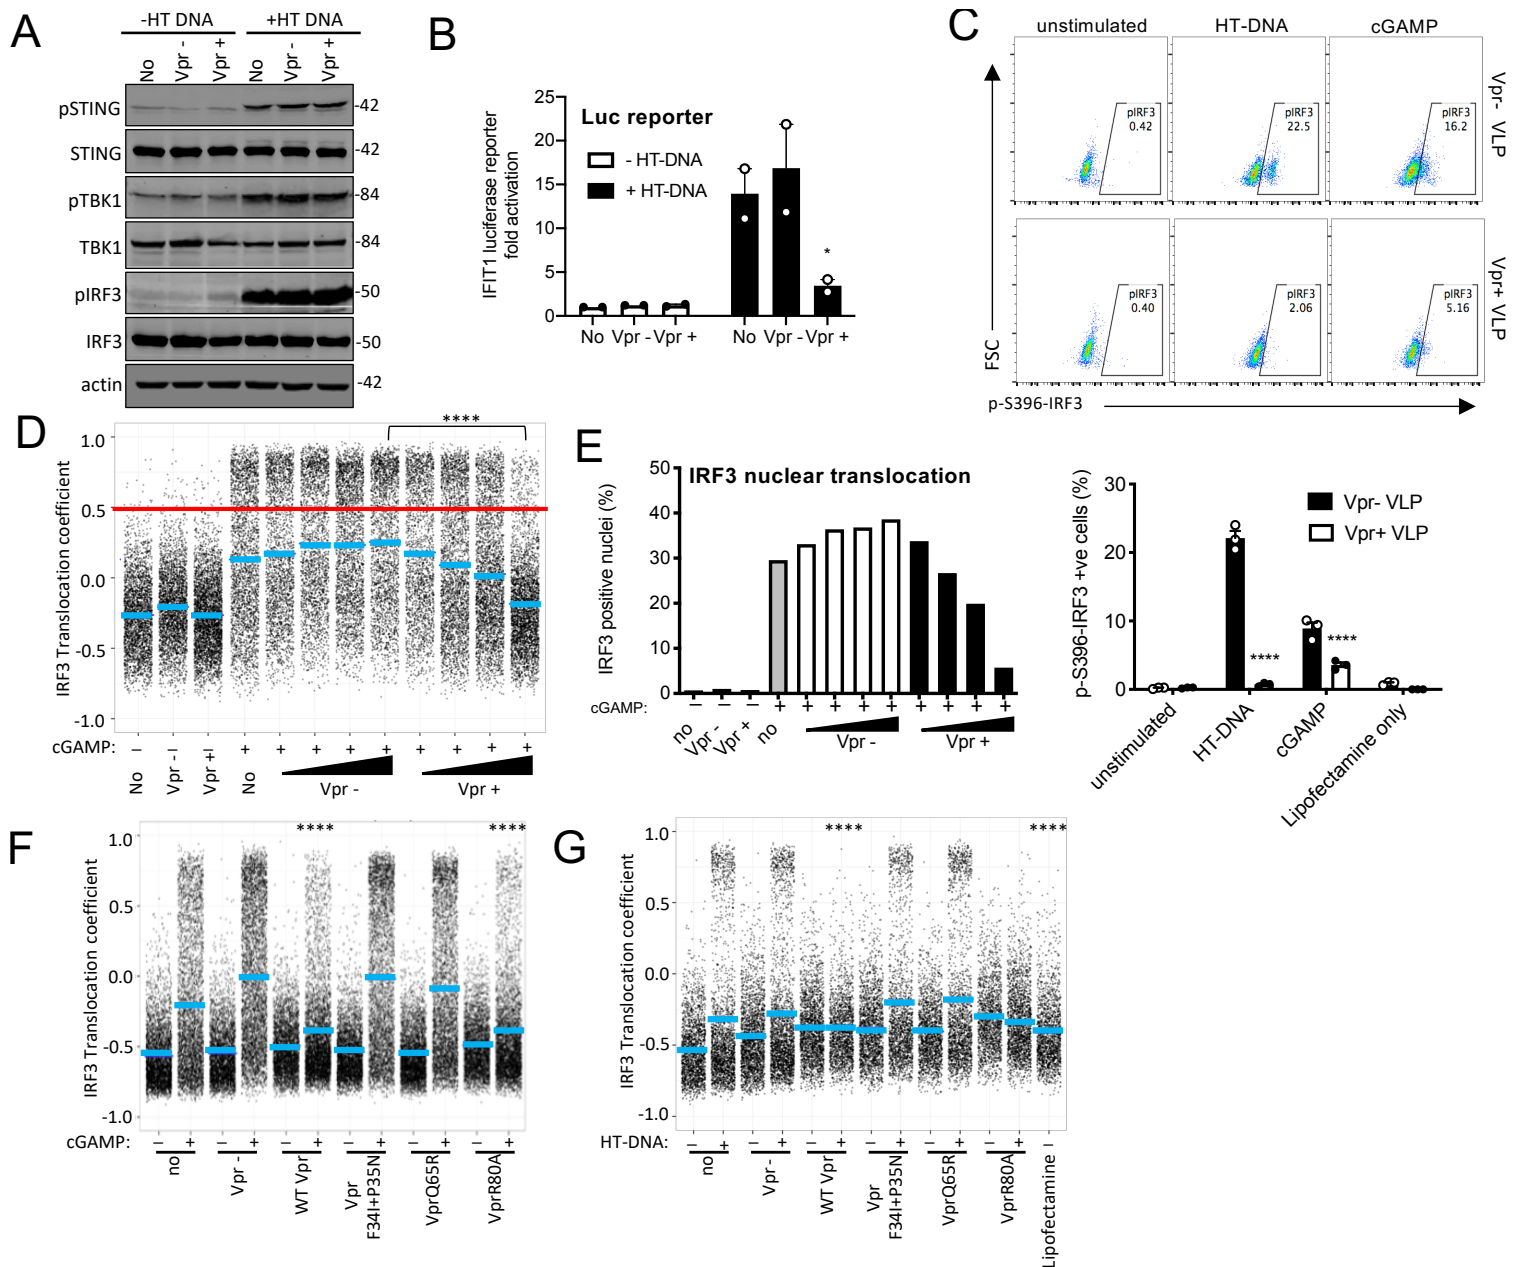 A
-HT DNA +HT DNA
No Vpr - Vpr + No Vpr - Vpr +
pSTING -42
STING -42
pTBK1 -84
TBK1 -84
pIRF3 -50
IRF3 -50
actin -42
B
Luc reporter
- HT-DNA
+ HT-DNA
IFIT1 luciferase reporter
fold activation
25
20
15
10
5
0
*
No Vpr - Vpr + No Vpr - Vpr +
C
unstimulated HT-DNA cGAMP
Vpr- VLP
pIRF3 0.42
pIRF3 22.5
pIRF3 16.2
Vpr+ VLP
pIRF3 0.40
pIRF3 2.06
pIRF3 5.16
FSC
p-S396-IRF3
p-S396-IRF3 +ve cells (%)
30
20
10
0
Vpr- VLP
Vpr+ VLP
**** ****
unstimulated HT-DNA cGAMP Lipofectamine only
D
IRF3 Translocation coefficient
****
1.0
0.5
0.0
-0.5
-1.0
cGAMP: – – – + + + + + + + + +
No Vpr - Vpr + No Vpr - Vpr +
E
IRF3 nuclear translocation
IRF3 positive nuclei (%)
50
40
30
20
10
0
cGAMP: – – – + + + + + + + + +
no Vpr - Vpr + no Vpr - Vpr +
F
IRF3 Translocation coefficient
**** ****
1.0
0.5
0.0
-0.5
-1.0
cGAMP: – + – + – + – + – + – +
no Vpr - WT Vpr Vpr F34I+P35N VprQ65R VprR80A
G
IRF3 Translocation coefficient
**** ****
1.0
0.5
0.0
-0.5
-1.0
HT-DNA: – + – + – + – + – + – + –
no Vpr - WT Vpr Vpr F34I+P35N VprQ65R VprR80A Lipofectamine